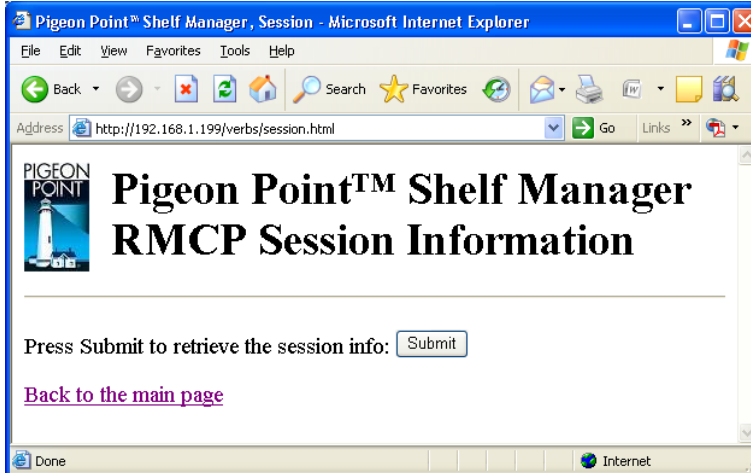 Pigeon Point™ Shelf Manager, Session - Microsoft Internet Explorer
File Edit View Favorites Tools Help
Back Search Favorites
Address http://192.168.1.199/verbs/session.html Go Links »
PIGEON
POINT
Pigeon Point™ Shelf Manager
RMCP Session Information
Press Submit to retrieve the session info: Submit
Back to the main page
Done Internet